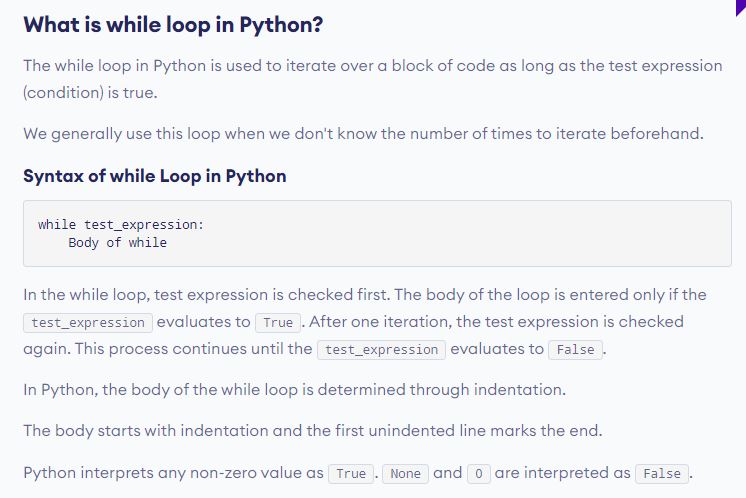 What is while loop in Python?
The while loop in Python is used to iterate over a block of code as long as the test expression
(condition) is true.
We generally use this loop when we don't know the number of times to iterate beforehand.
Syntax of while Loop in Python
while test_expression:
    Body of while
In the while loop, test expression is checked first. The body of the loop is entered only if the
test_expression evaluates to True . After one iteration, the test expression is checked
again. This process continues until the test_expression evaluates to False .
In Python, the body of the while loop is determined through indentation.
The body starts with indentation and the first unindented line marks the end.
Python interprets any non-zero value as True . None and 0 are interpreted as False .